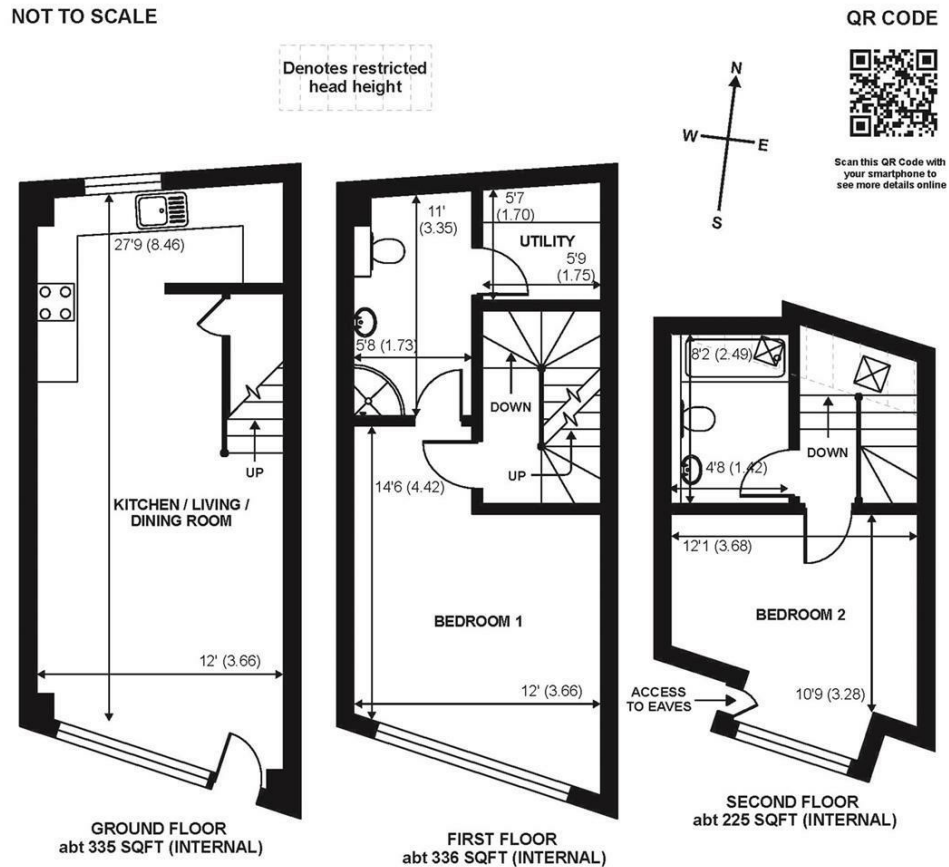 NOT TO SCALE
QR CODE
Denotes restricted
head height
N
W
E
S
Scan this QR Code with
your smartphone to
see more details online
27'9 (8.46)
UP
KITCHEN / LIVING /
DINING ROOM
12' (3.66)
GROUND FLOOR
abt 335 SQFT (INTERNAL)
11'
(3.35)
5'7
(1.70)
UTILITY
5'9
(1.75)
5'8 (1.73)
DOWN
UP
14'6 (4.42)
BEDROOM 1
12' (3.66)
FIRST FLOOR
abt 336 SQFT (INTERNAL)
8'2 (2.49)
DOWN
4'8 (1.42)
12'1 (3.68)
BEDROOM 2
10'9 (3.28)
ACCESS
TO EAVES
SECOND FLOOR
abt 225 SQFT (INTERNAL)